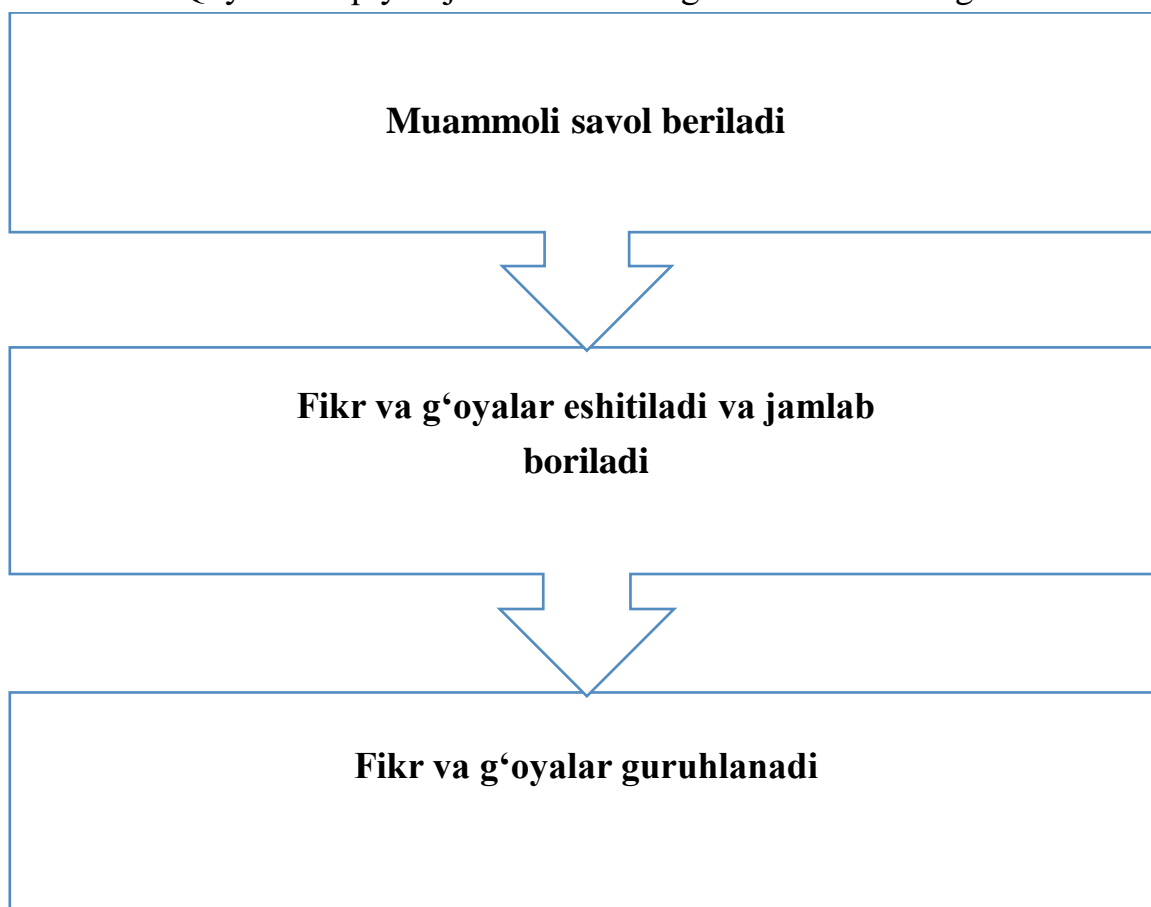 Muammoli savol beriladi
Fikr va g‘oyalar eshitiladi va jamlab
boriladi
Fikr va g‘oyalar guruhlanadi